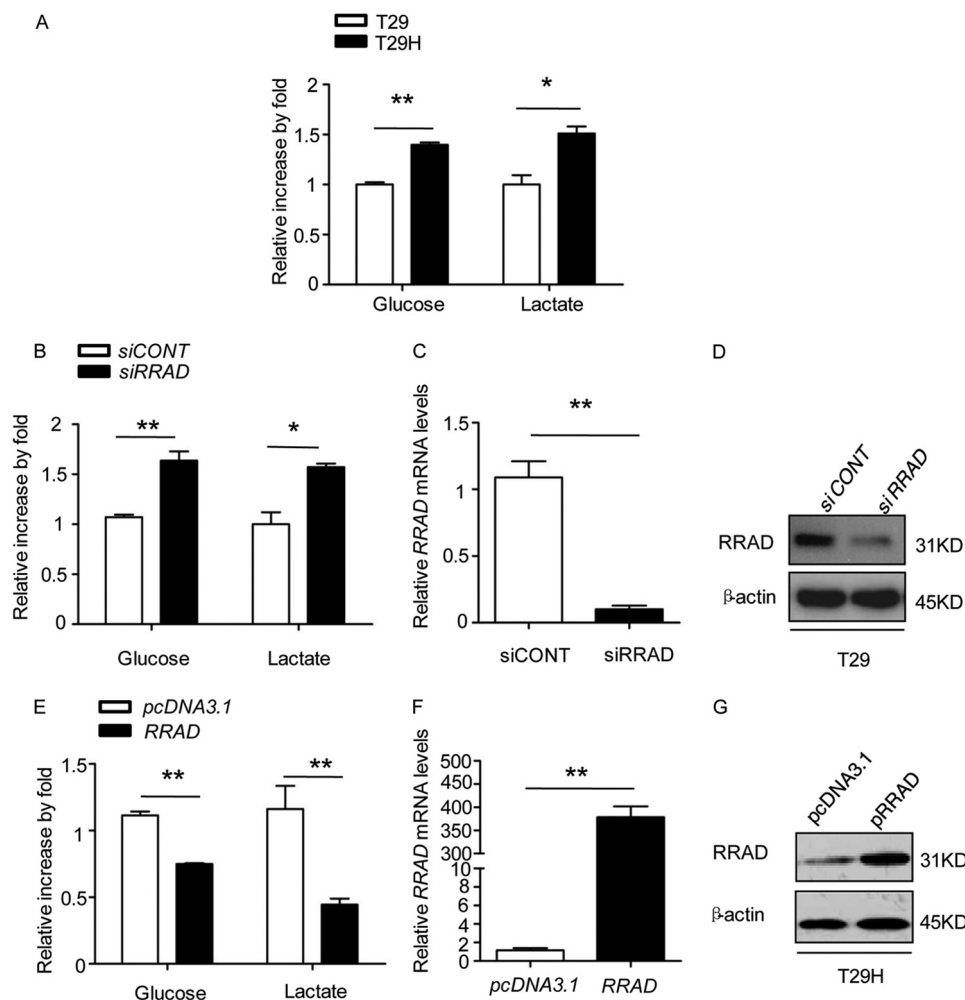 A
T29
T29H
Relative increase by fold
2
1.5
1
0.5
0
**
*
Glucose
Lactate
B
siCONT
siRRAD
Relative increase by fold
2
1.5
1
0.5
0
**
*
Glucose
Lactate
C
Relative RRAD mRNA levels
1.5
1
0.5
0
**
siCONT
siRRAD
D
siCONT
siRRAD
RRAD
31KD
β-actin
45KD
T29
E
pcDNA3.1
RRAD
Relative increase by fold
1.5
1
0.5
0
**
**
Glucose
Lactate
F
Relative RRAD mRNA levels
500
450
400
350
300
10
8
6
4
2
0
**
pcDNA3.1
RRAD
G
pcDNA3.1
pRRAD
RRAD
31KD
β-actin
45KD
T29H